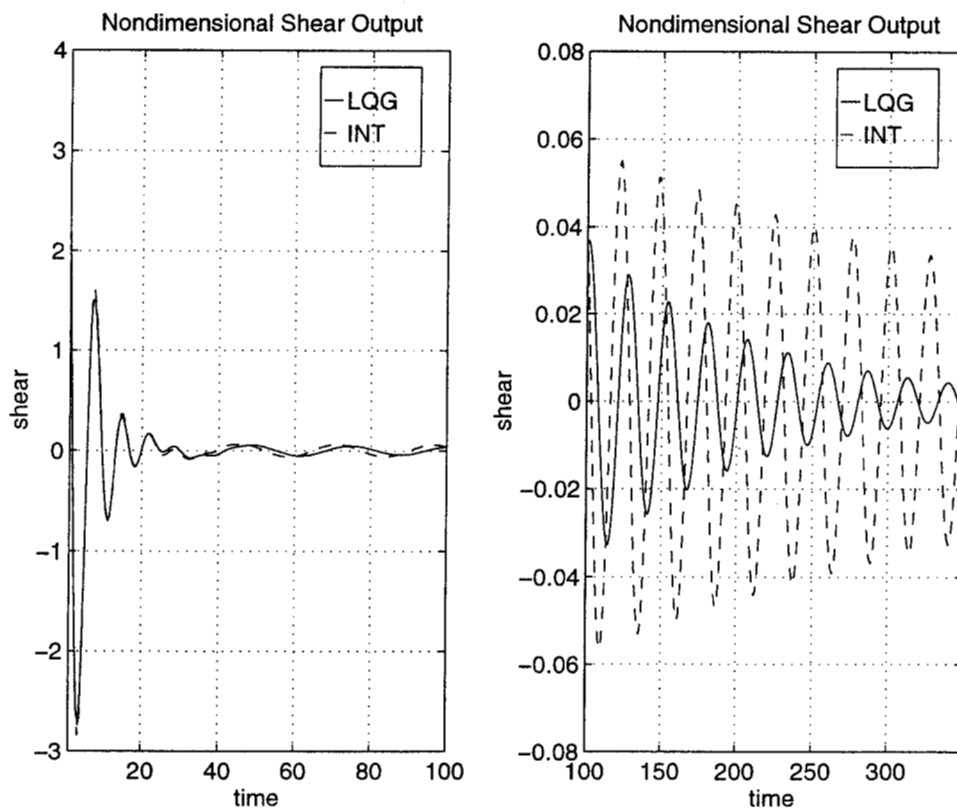 Nondimensional Shear Output
4
3
2
1
0
−1
−2
−3
shear
LQG
INT
20
40
60
80
100
time
Nondimensional Shear Output
0.08
0.06
0.04
0.02
0
−0.02
−0.04
−0.06
−0.08
shear
LQG
INT
100
150
200
250
300
time